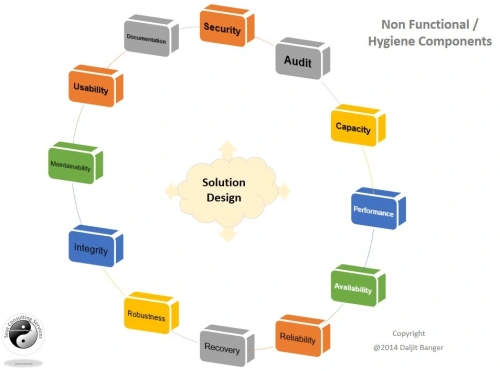 Non Functional /
Hygiene Components
Security
Audit
Capacity
Performance
Availability
Reliability
Recovery
Robustness
Integrity
Maintainability
Usability
Documentation
Solution
Design
Copyright
@2014 Daljit Banger